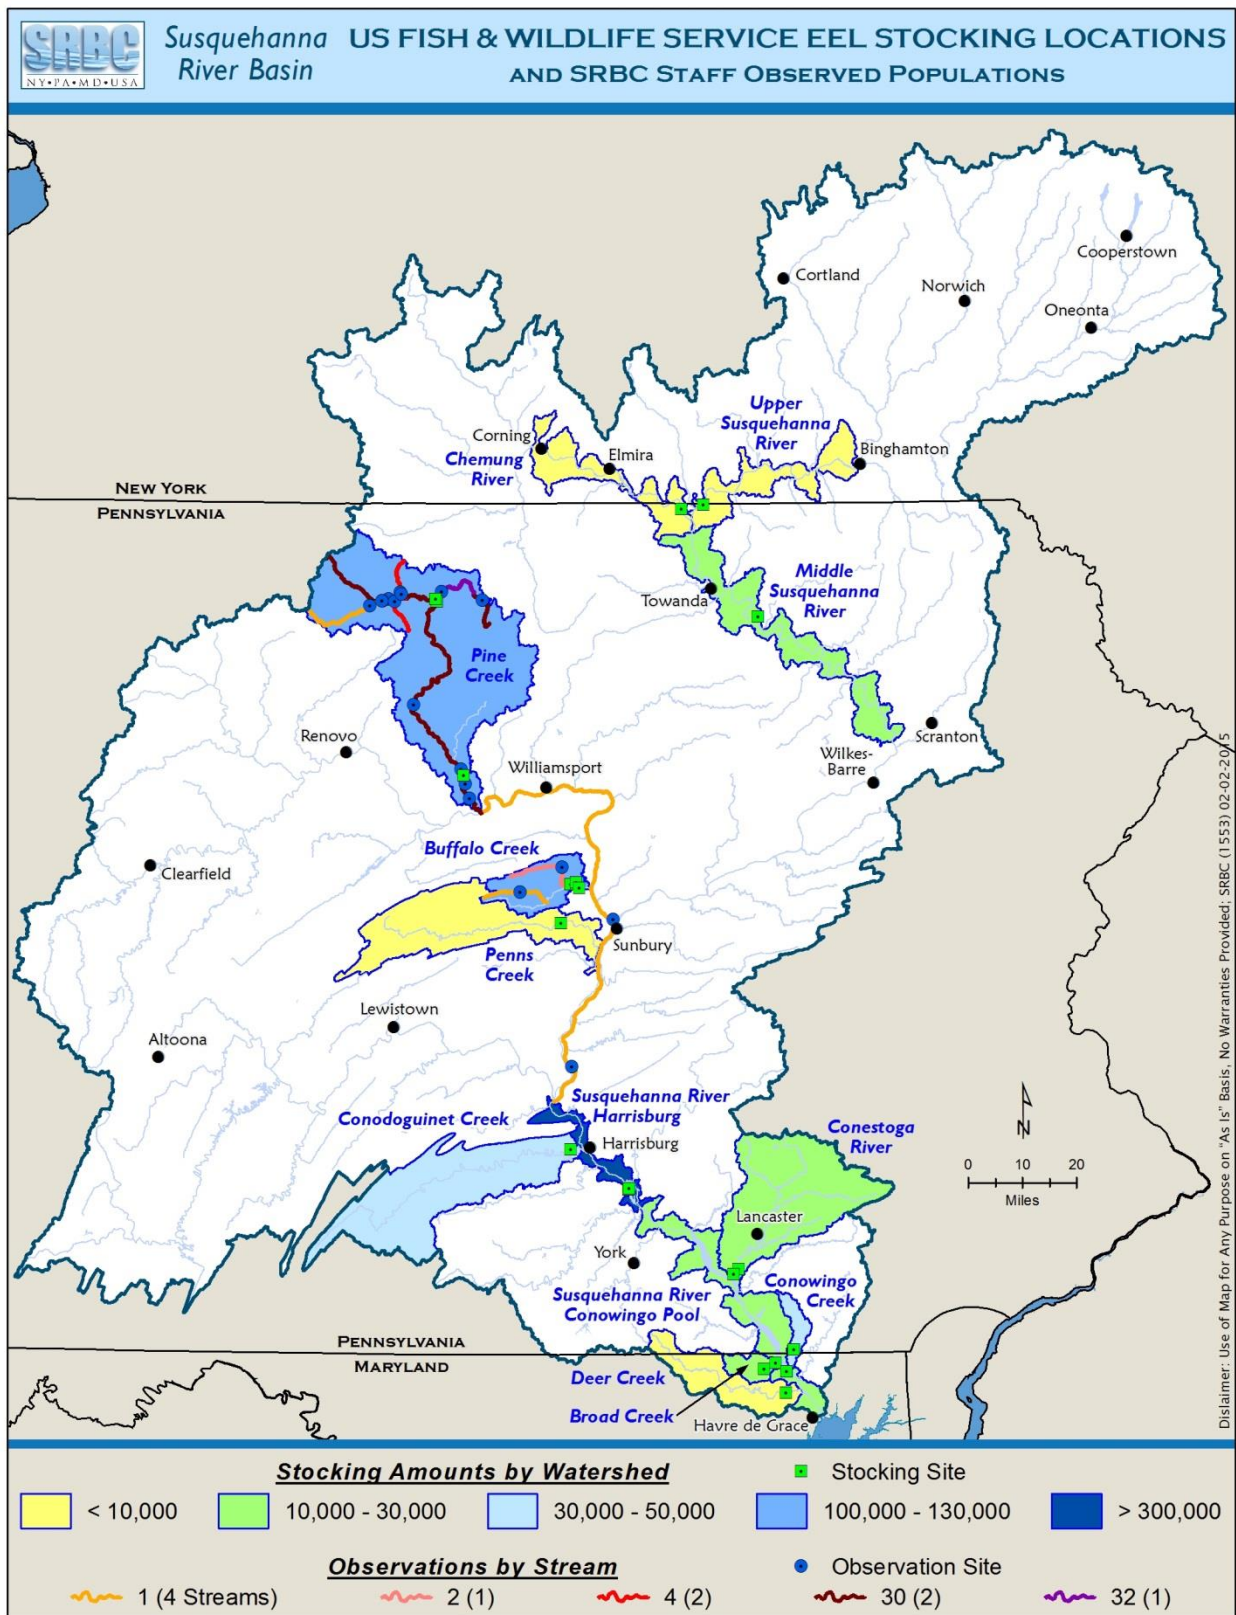 SRBC
NY•PA•MD•USA
Susquehanna
River Basin
US FISH & WILDLIFE SERVICE EEL STOCKING LOCATIONS
AND SRBC STAFF OBSERVED POPULATIONS
Cooperstown
Cortland
Norwich
Oneonta
Upper
Susquehanna
River
Corning
Chemung
River
Elmira
Binghamton
NEW YORK
PENNSYLVANIA
Middle
Susquehanna
River
Towanda
Pine
Creek
Renovo
Scranton
Wilkes-
Barre
Williamsport
Buffalo Creek
Clearfield
Sunbury
Penns
Creek
Lewistown
Altoona
Susquehanna River
Harrisburg
Conodoguinet Creek
Harrisburg
Conestoga
River
N
0 10 20
Miles
Lancaster
York
Conowingo
Creek
Susquehanna River
Conowingo Pool
PENNSYLVANIA
MARYLAND
Deer Creek
Broad Creek
Havre de Grace
Dislaimer: Use of Map for Any Purpose on "As Is" Basis, No Warranties Provided; SRBC (1553) 02-02-2015
Stocking Amounts by Watershed
Stocking Site
< 10,000
10,000 - 30,000
30,000 - 50,000
100,000 - 130,000
> 300,000
Observations by Stream
Observation Site
1 (4 Streams)
2 (1)
4 (2)
30 (2)
32 (1)